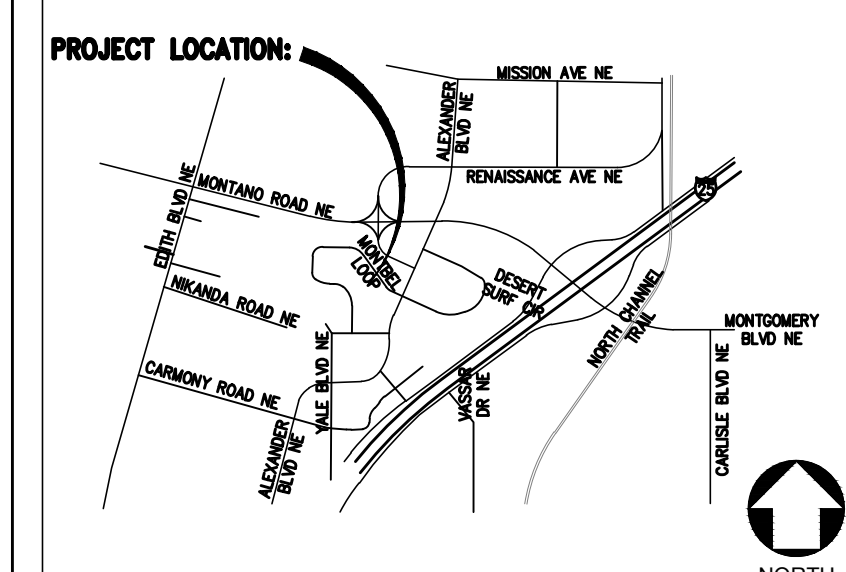 PROJECT LOCATION:
MISSION AVE NE
ALEXANDER
BLVD NE
RENAISSANCE AVE NE
25
MONTANO ROAD NE
EDITH BLVD NE
MONTBEL
LOOP
DESERT
SURF CIR
NIKANDA ROAD NE
NORTH CHANNEL
TRAIL
MONTGOMERY
BLVD NE
CARMONY ROAD NE
YALE BLVD NE
VASSAR
DR NE
CARLISLE BLVD NE
ALEXANDER
BLVD NE
NORTH